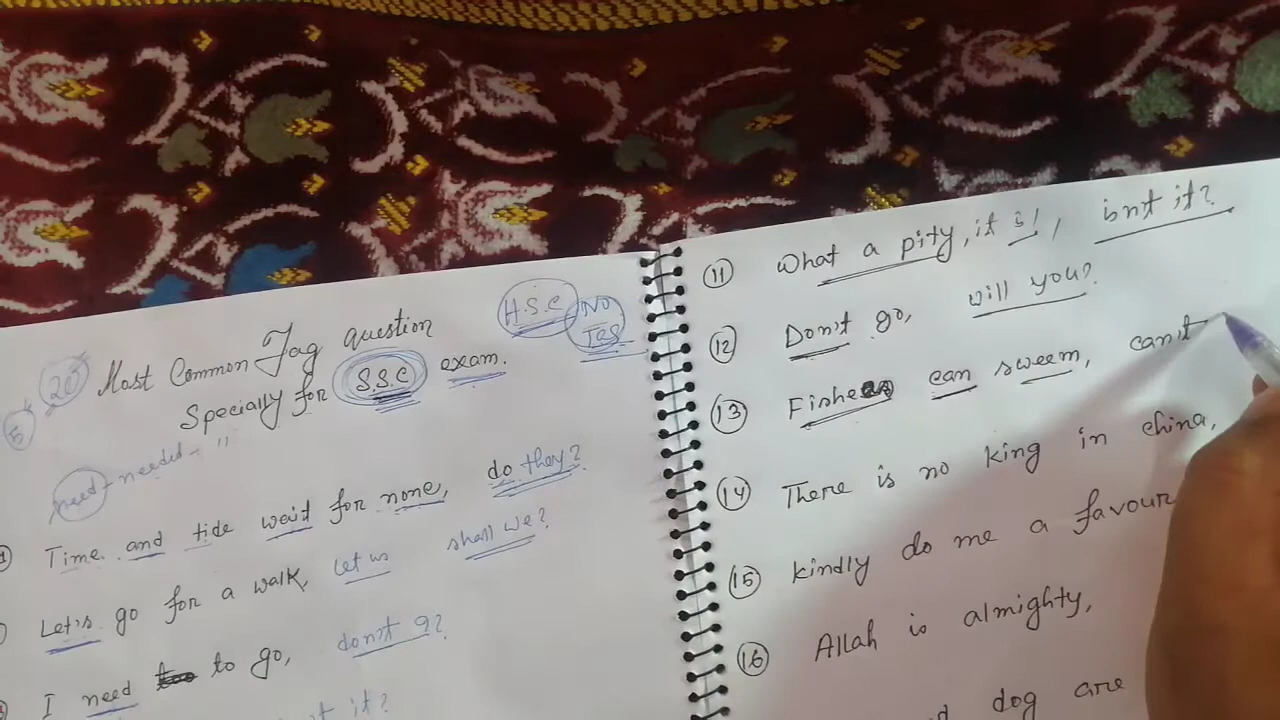 20 Most Common Tag question
H.S.C No Tag
5 Specially for S.S.C exam.
need - needed - "
Time and tide wait for none, do they?
Let's go for a walk, Let us shall we?
I need to go, don't I?
it?
11 What a pity, it is!, isn't it?
12 Don't go, will you?
13 Fishe can sweem, can't
14 There is no king in china,
15 kindly do me a favour
16 Allah is almighty,
dog are